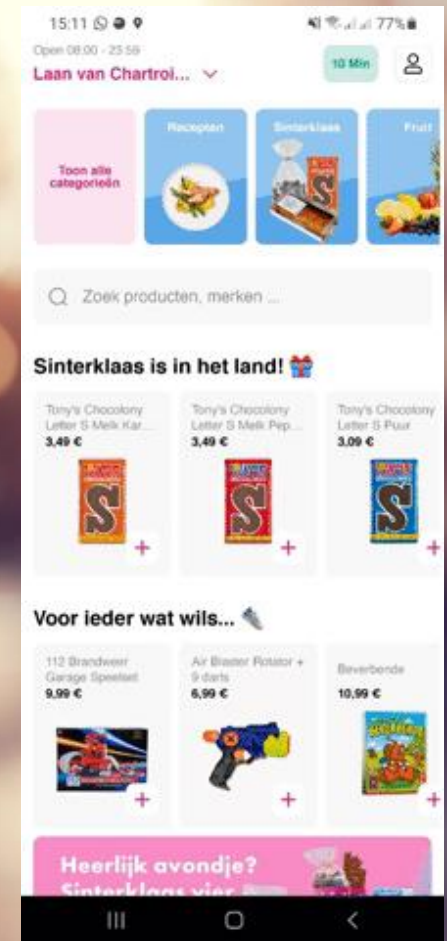 15:11 77%
Open 08:00 - 23:59
Laan van Chartroi...
10 Min
Toon alle
categorieën
Recepten
Sinterklaas
Fruit
Zoek producten, merken ...
Sinterklaas is in het land!
Tony's Chocolony
Letter S Melk Kar...
3,49 €
Tony's Chocolony
Letter S Melk Pep...
3,49 €
Tony's Chocolony
Letter S Puur
3,09 €
S
S
S
Voor ieder wat wils...
112 Brandweer
Garage Speelset
9,99 €
Air Blaster Rotator +
9 darts
6,99 €
Beverbende
10,99 €
Heerlijk avondje?
Sinterklaas vier